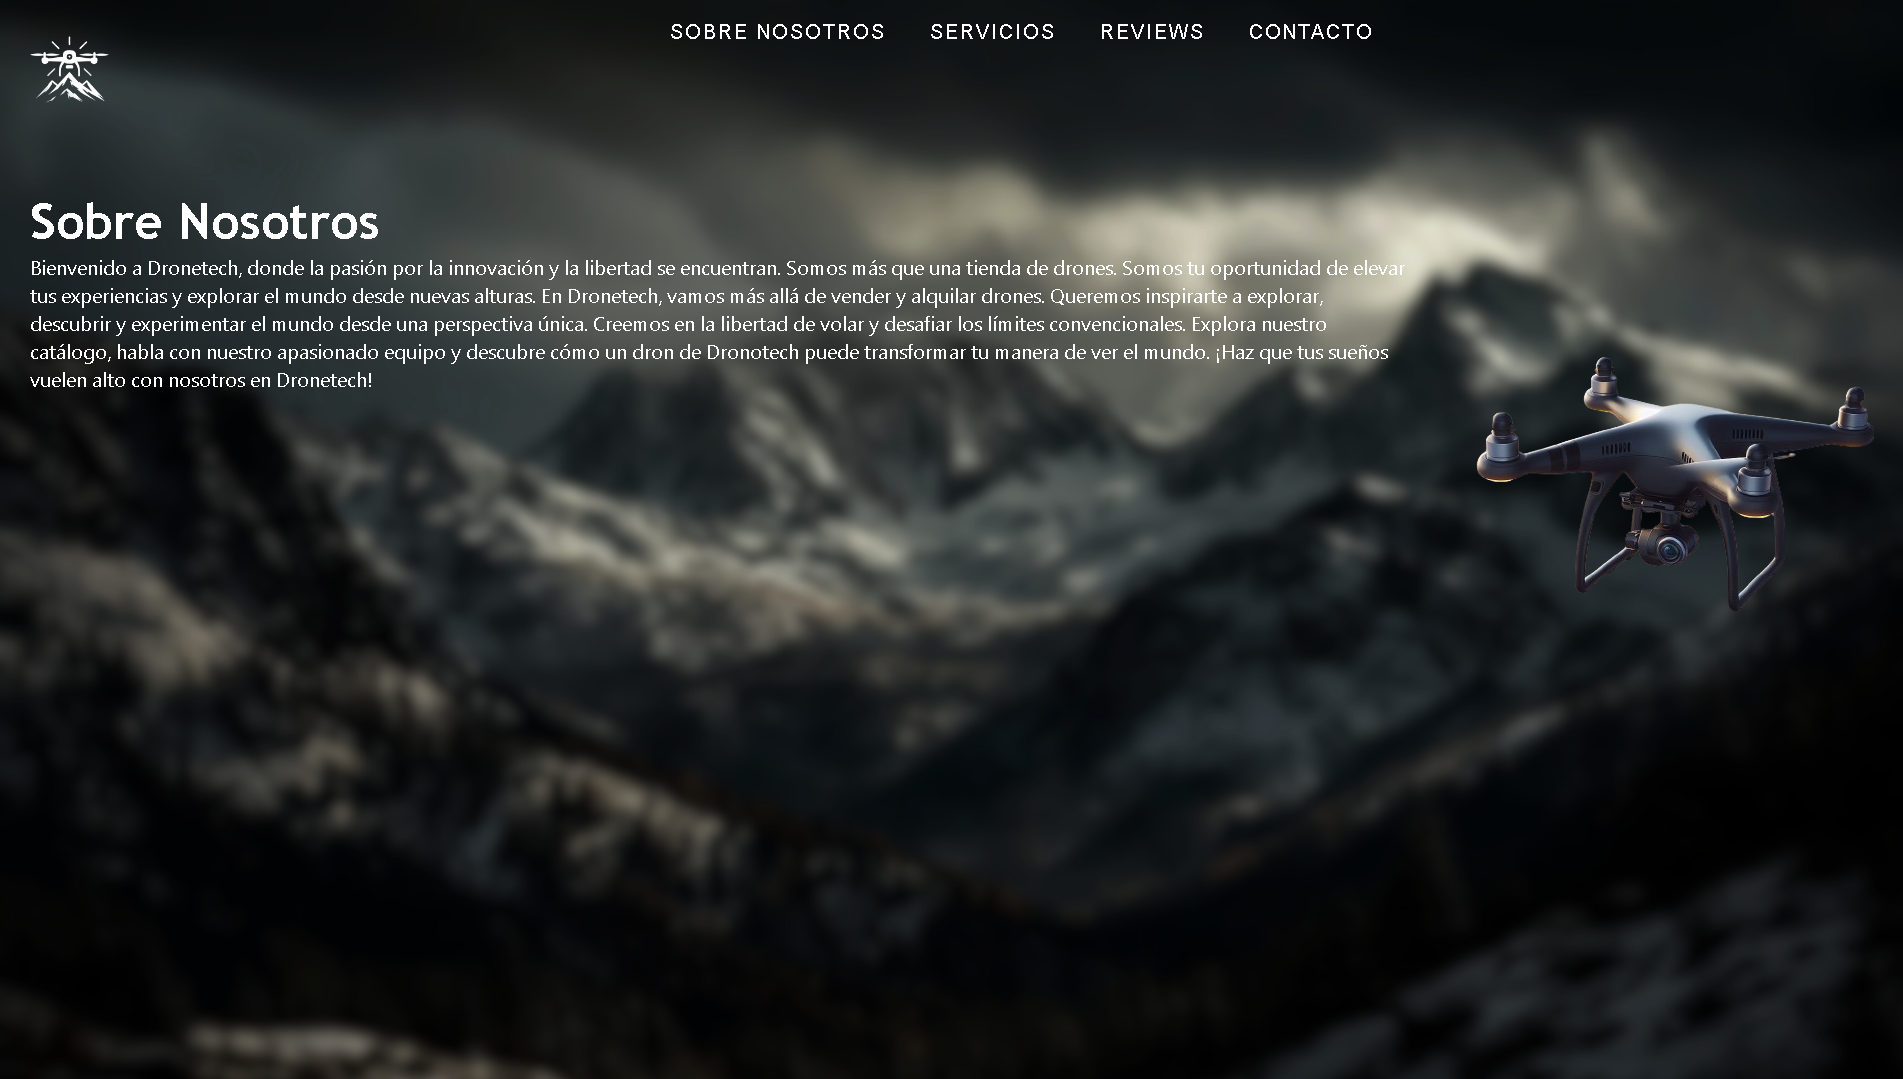 SOBRE NOSOTROS SERVICIOS REVIEWS CONTACTO
Sobre Nosotros
Bienvenido a Dronetech, donde la pasión por la innovación y la libertad se encuentran. Somos más que una tienda de drones. Somos tu oportunidad de elevar
tus experiencias y explorar el mundo desde nuevas alturas. En Dronetech, vamos más allá de vender y alquilar drones. Queremos inspirarte a explorar,
descubrir y experimentar el mundo desde una perspectiva única. Creemos en la libertad de volar y desafiar los límites convencionales. Explora nuestro
catálogo, habla con nuestro apasionado equipo y descubre cómo un dron de Dronotech puede transformar tu manera de ver el mundo. ¡Haz que tus sueños
vuelen alto con nosotros en Dronetech!